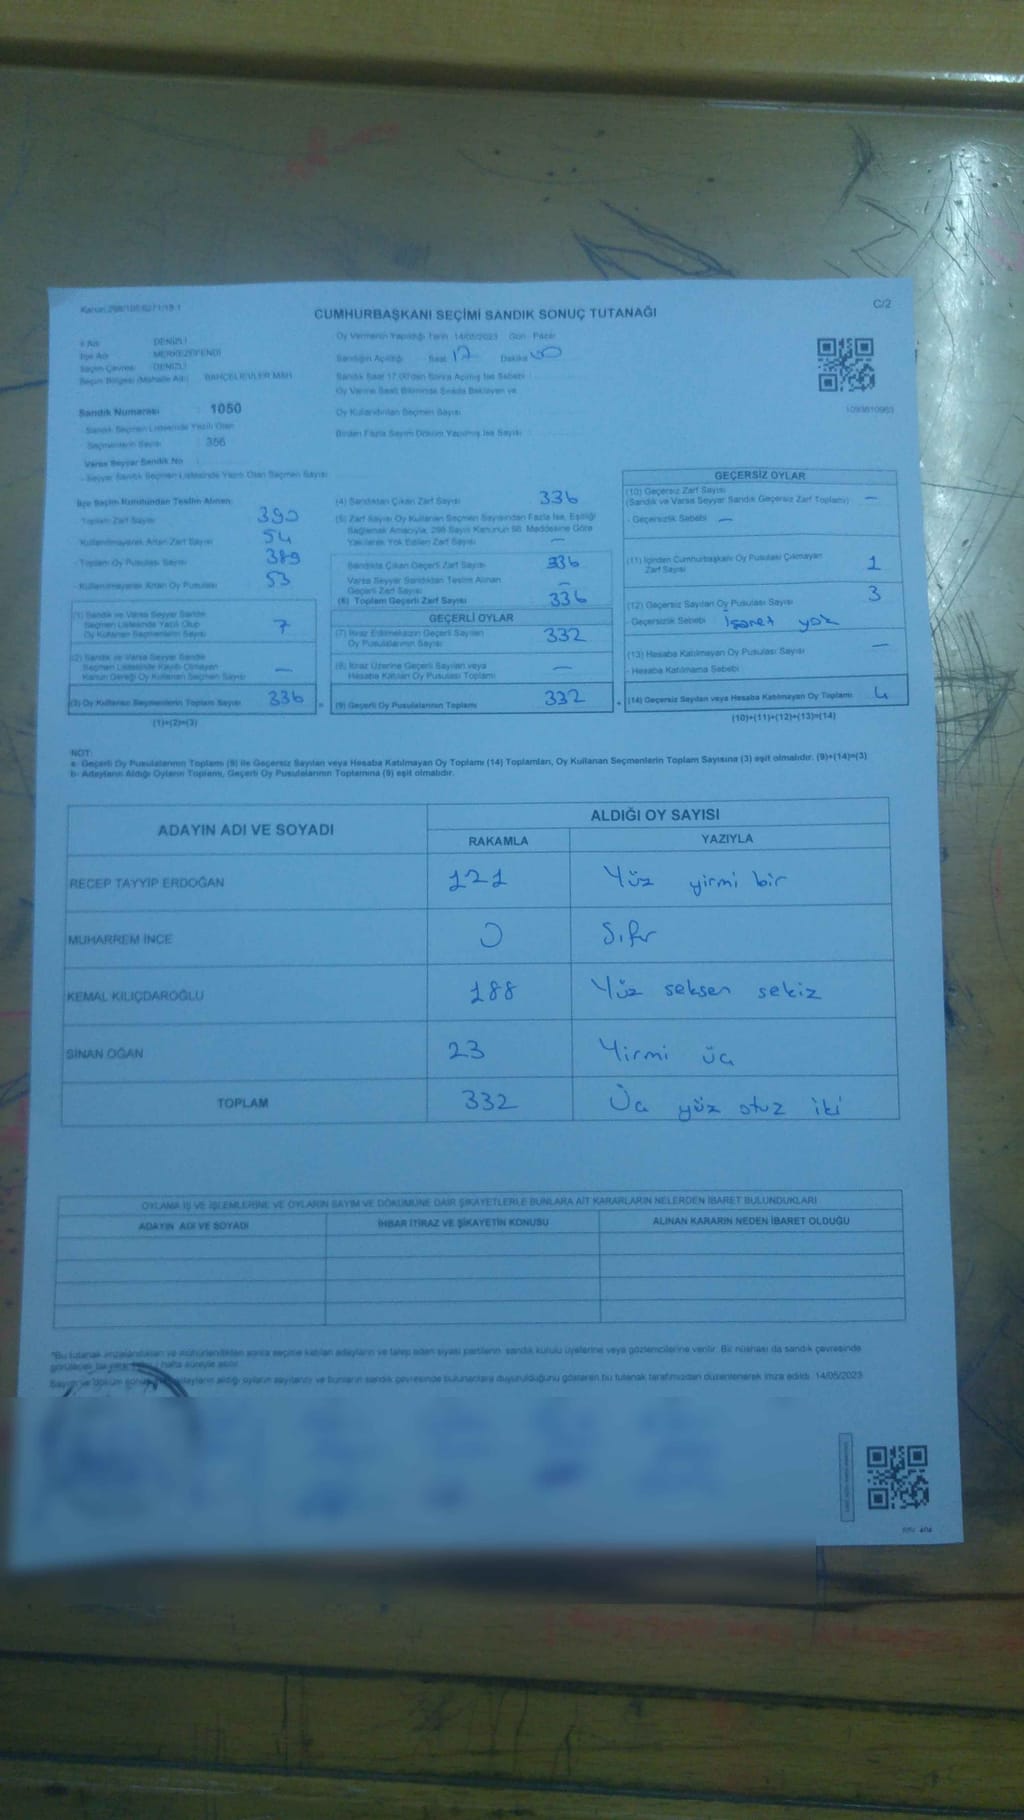 Karun:298/105 6271/18-1
C/2
CUMHURBAŞKANI SEÇİMİ SANDIK SONUÇ TUTANAĞI
İl Adı : DENİZLİ
İlçe Adı : MERKEZEFENDİ
Seçim Çevresi : DENİZLİ
Seçim Bölgesi (Mahalle Adı) : BAHÇELİEVLER MAH.
Sandık Numarası : 1050
Sandık Seçmen Listesinde Yazılı Olan
Seçmenlerin Sayısı : 356
Varsa Seyyar Sandık No
- Seyyar Sandık Seçmen Listesinde Yazılı Olan Seçmen Sayısı
Oy Vermenin Yapıldığı Tarih : 14/05/2023 Gün : Pazar
Sandığın Açıldığı Saat 17 Dakika
Sandık Saat 17.00'den Sonra Açılmış İse Sebebi
Oy Verme Saati Bitiminde Sırada Bekleyen ve
Oy Kullandırılan Seçmen Sayısı
Birden Fazla Sayım Döküm Yapılmış İse Sayısı
1093610963
İlçe Seçim Kurulundan Teslim Alınan:
Toplam Zarf Sayısı 390
Kullanılmayarak Artan Zarf Sayısı 54
- Toplam Oy Pusulası Sayısı 389
- Kullanılmayarak Artan Oy Pusulası 53
(1) Sandık ve Varsa Seyyar Sandık
Seçmen Listesinde Yazılı Olup
Oy Kullanan Seçmenlerin Sayısı 7
(2) Sandık ve Varsa Seyyar Sandık
Seçmen Listesinde Kayıtlı Olmayan
Kanun Gereği Oy Kullanan Seçmen Sayısı —
(3) Oy Kullanan Seçmenlerin Toplam Sayısı 336
(1)+(2)=(3)
(4) Sandıktan Çıkan Zarf Sayısı 336
(5) Zarf Sayısı Oy Kullanan Seçmen Sayısından Fazla İse, Eşitliği
Sağlamak Amacıyla, 298 Sayılı Kanunun 98. Maddesine Göre
Yakılarak Yok Edilen Zarf Sayısı —
Sandıkta Çıkan Geçerli Zarf Sayısı 336
Varsa Seyyar Sandıktan Teslim Alınan
Geçerli Zarf Sayısı —
(6) Toplam Geçerli Zarf Sayısı 336
GEÇERLİ OYLAR
(7) İtiraz Edilmeksizin Geçerli Sayılan
Oy Pusulalarının Sayısı 332
(8) İtiraz Üzerine Geçerli Sayılan veya
Hesaba Katılan Oy Pusulası Toplamı —
= (9) Geçerli Oy Pusulalarının Toplamı 332
GEÇERSİZ OYLAR
(10) Geçersiz Zarf Sayısı
(Sandık ve Varsa Seyyar Sandık Geçersiz Zarf Toplamı) —
- Geçersizlik Sebebi —
(11) İçinden Cumhurbaşkanı Oy Pusulası Çıkmayan
Zarf Sayısı 1
(12) Geçersiz Sayılan Oy Pusulası Sayısı 3
- Geçersizlik Sebebi : İşaret yok
(13) Hesaba Katılmayan Oy Pusulası Sayısı —
- Hesaba Katılmama Sebebi
+ (14) Geçersiz Sayılan veya Hesaba Katılmayan Oy Toplamı 4
(10)+(11)+(12)+(13)=(14)
NOT:
a- Geçerli Oy Pusulalarının Toplamı (9) ile Geçersiz Sayılan veya Hesaba Katılmayan Oy Toplamı (14) Toplamları, Oy Kullanan Seçmenlerin Toplam Sayısına (3) eşit olmalıdır. (9)+(14)=(3)
b- Adayların Aldığı Oyların Toplamı, Geçerli Oy Pusulalarının Toplamına (9) eşit olmalıdır.
ADAYIN ADI VE SOYADI
ALDIĞI OY SAYISI
RAKAMLA YAZIYLA
RECEP TAYYİP ERDOĞAN 121 Yüz yirmi bir
MUHARREM İNCE 0 Sıfır
KEMAL KILIÇDAROĞLU 188 Yüz seksen sekiz
SİNAN OĞAN 23 Yirmi üç
TOPLAM 332 Üç yüz otuz iki
OYLAMA İŞ VE İŞLEMLERİNE VE OYLARIN SAYIM VE DÖKÜMÜNE DAİR ŞİKAYETLERLE BUNLARA AİT KARARLARIN NELERDEN İBARET BULUNDUKLARI
ADAYIN ADI VE SOYADI İHBAR İTİRAZ VE ŞİKAYETİN KONUSU ALINAN KARARIN NEDEN İBARET OLDUĞU
"Bu tutanak imzalandıktan ve mühürlendikten sonra seçime katılan adayların ve talep eden siyasi partilerin sandık kurulu üyelerine veya gözlemcilerine verilir. Bir nüshası da sandık çevresinde
görülecek bir yere hafta süreyle asılır.
Sayım ve döküm adayların aldığı oyların sayılarını ve bunların sandık çevresinde bulunanlara duyurulduğunu gösteren bu tutanak tarafımızdan düzenlenerek imza edildi. 14/05/2023